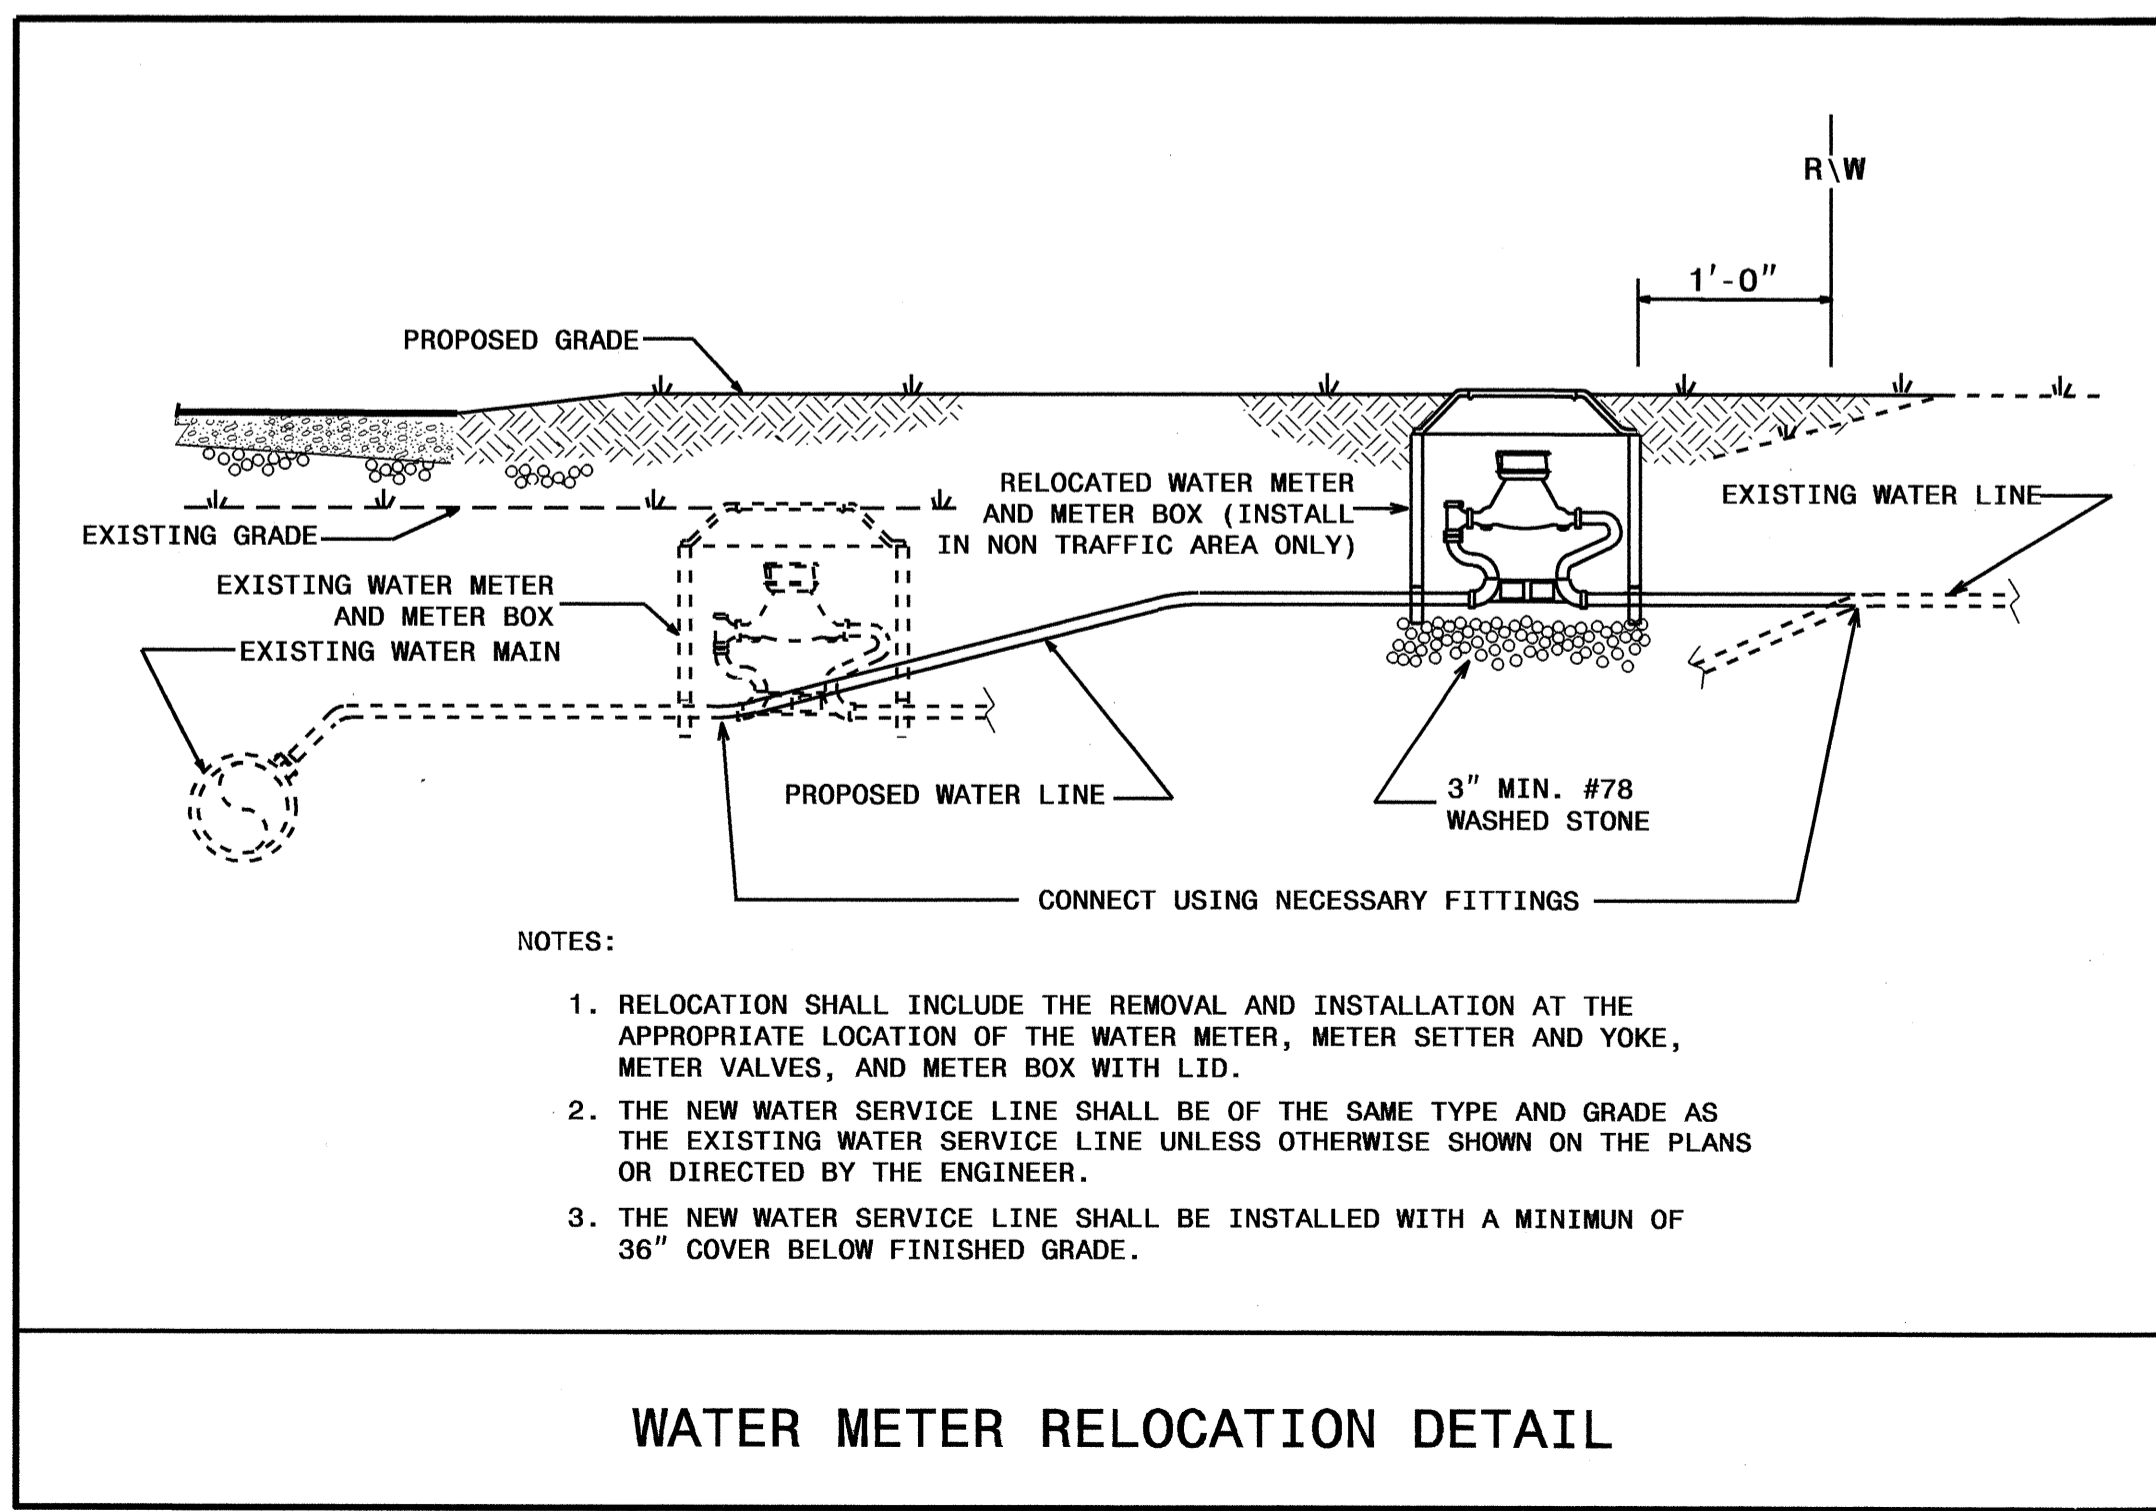 R\W
1'-0"
PROPOSED GRADE
RELOCATED WATER METER
AND METER BOX (INSTALL
IN NON TRAFFIC AREA ONLY)
EXISTING WATER LINE
EXISTING GRADE
EXISTING WATER METER
AND METER BOX
EXISTING WATER MAIN
PROPOSED WATER LINE
3" MIN. #78
WASHED STONE
CONNECT USING NECESSARY FITTINGS
NOTES:
1. RELOCATION SHALL INCLUDE THE REMOVAL AND INSTALLATION AT THE
APPROPRIATE LOCATION OF THE WATER METER, METER SETTER AND YOKE,
METER VALVES, AND METER BOX WITH LID.
2. THE NEW WATER SERVICE LINE SHALL BE OF THE SAME TYPE AND GRADE AS
THE EXISTING WATER SERVICE LINE UNLESS OTHERWISE SHOWN ON THE PLANS
OR DIRECTED BY THE ENGINEER.
3. THE NEW WATER SERVICE LINE SHALL BE INSTALLED WITH A MINIMUN OF
36" COVER BELOW FINISHED GRADE.
WATER METER RELOCATION DETAIL